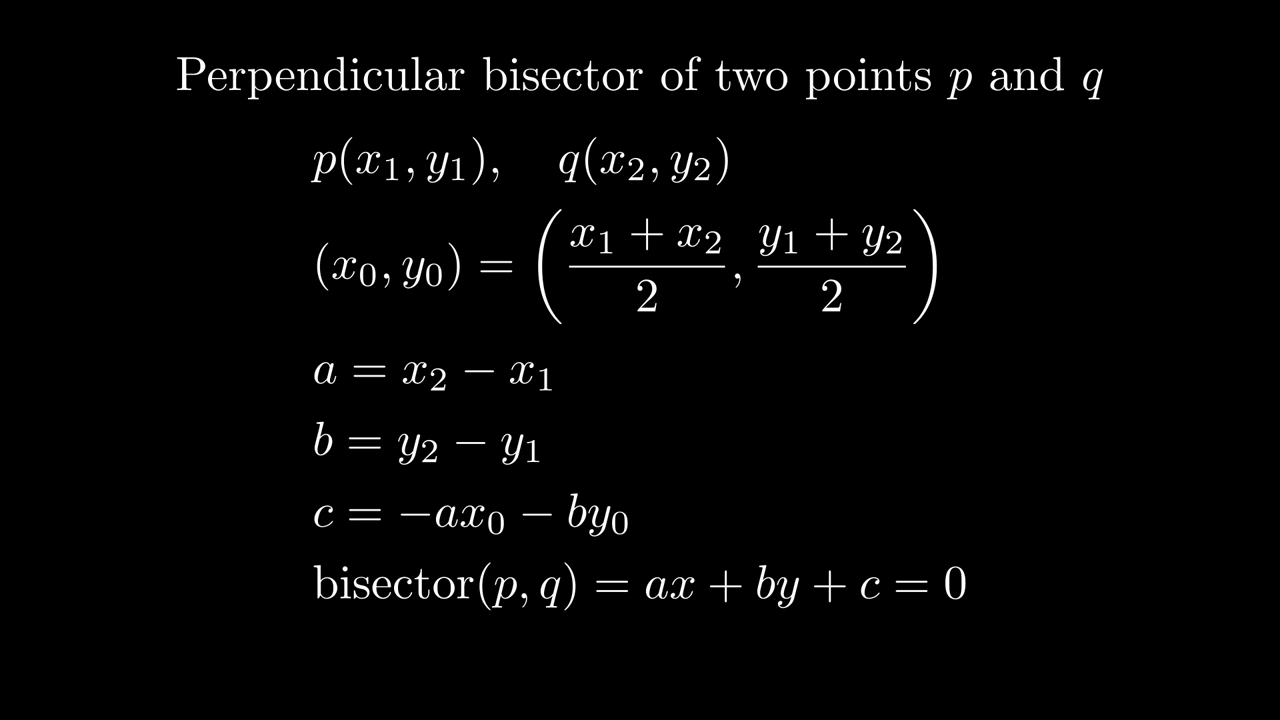 Perpendicular bisector of two points p and q
p(x₁, y₁), q(x₂, y₂)
(x₀, y₀) = ( (x₁ + x₂)/2 , (y₁ + y₂)/2 )
a = x₂ − x₁
b = y₂ − y₁
c = −ax₀ − by₀
bisector(p, q) = ax + by + c = 0